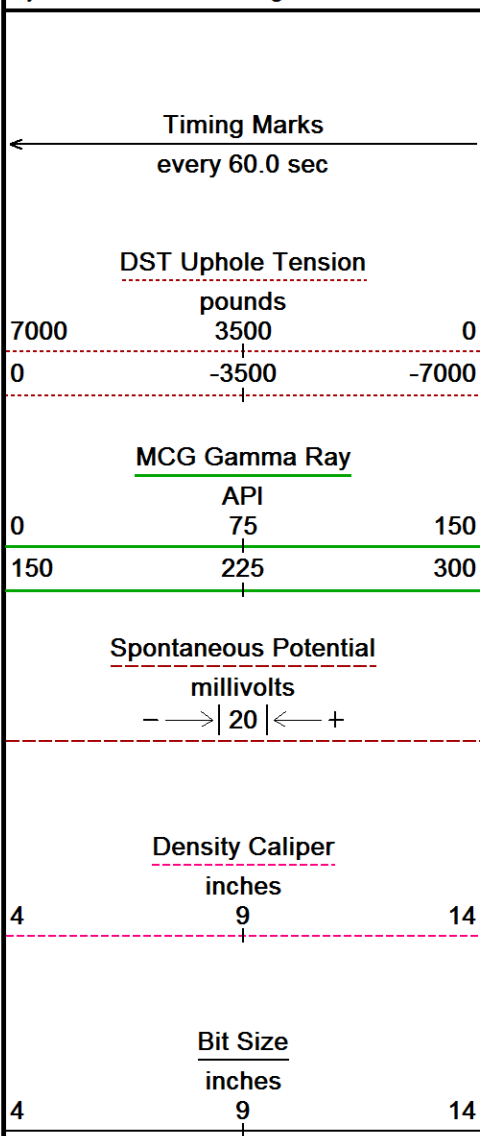 Timing Marks
every 60.0 sec
DST Uphole Tension
pounds
7000 3500 0
0 -3500 -7000
MCG Gamma Ray
API
0 75 150
150 225 300
Spontaneous Potential
millivolts
− 20 +
Density Caliper
inches
4 9 14
Bit Size
inches
4 9 14